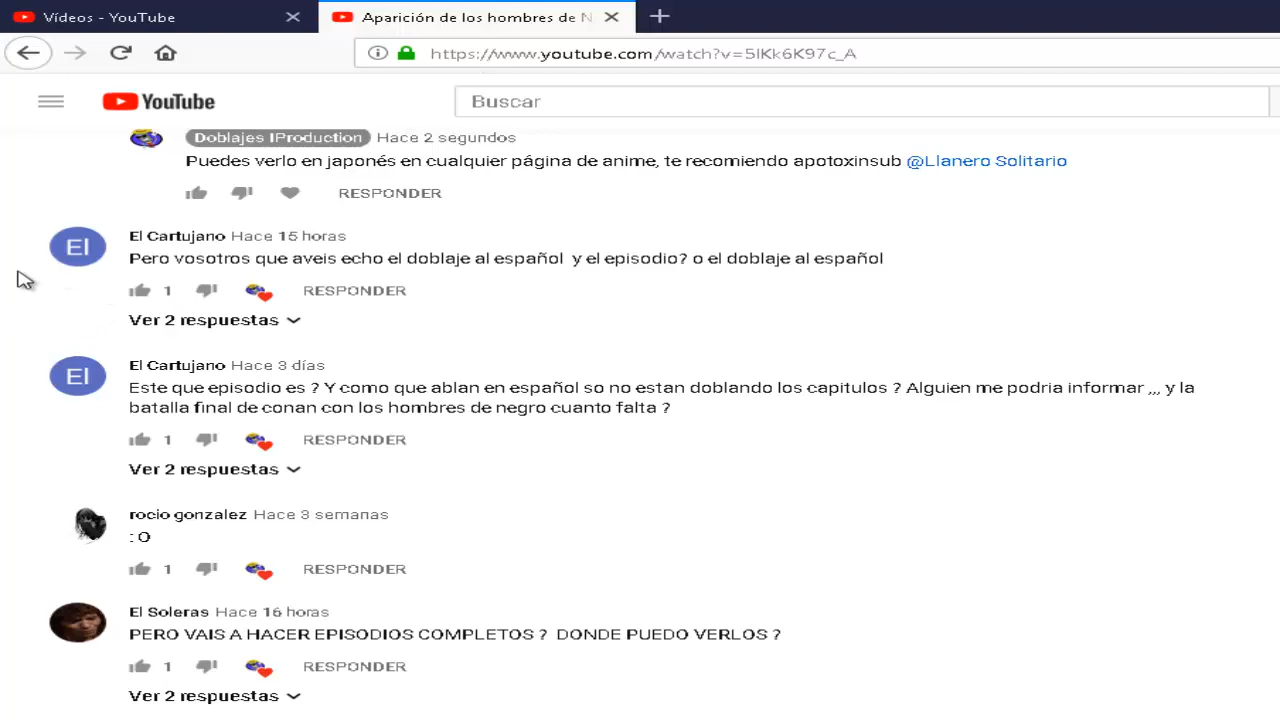 Vídeos - YouTube
Aparición de los hombres de N
https://www.youtube.com/watch?v=5IKk6K97c_A
YouTube
Buscar
Doblajes IProduction Hace 2 segundos
Puedes verlo en japonés en cualquier página de anime, te recomiendo apotoxinsub @Llanero Solitario
RESPONDER
El Cartujano Hace 15 horas
Pero vosotros que aveis echo el doblaje al español y el episodio? o el doblaje al español
1 RESPONDER
Ver 2 respuestas
El Cartujano Hace 3 días
Este que episodio es ? Y como que ablan en español so no estan doblando los capitulos ? Alguien me podria informar ,,, y la
batalla final de conan con los hombres de negro cuanto falta ?
1 RESPONDER
Ver 2 respuestas
rocio gonzalez Hace 3 semanas
: O
1 RESPONDER
El Soleras Hace 16 horas
PERO VAIS A HACER EPISODIOS COMPLETOS ? DONDE PUEDO VERLOS ?
1 RESPONDER
Ver 2 respuestas
El
El